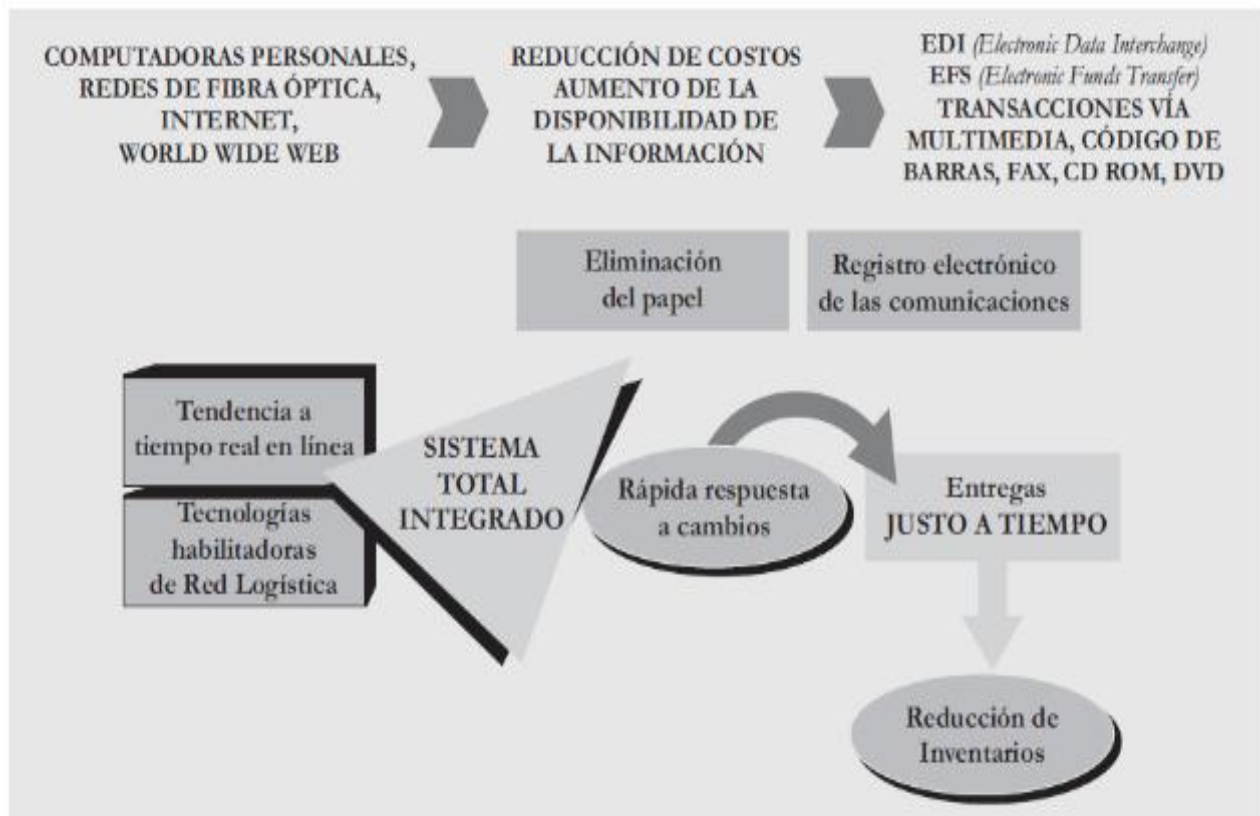 COMPUTADORAS PERSONALES,
REDES DE FIBRA ÓPTICA,
INTERNET,
WORLD WIDE WEB
REDUCCIÓN DE COSTOS
AUMENTO DE LA
DISPONIBILIDAD DE
LA INFORMACIÓN
EDI (Electronic Data Interchange)
EFS (Electronic Funds Transfer)
TRANSACCIONES VÍA
MULTIMEDIA, CÓDIGO DE
BARRAS, FAX, CD ROM, DVD
Eliminación
del papel
Registro electrónico
de las comunicaciones
Tendencia a
tiempo real en línea
Tecnologías
habilitadoras
de Red Logística
SISTEMA
TOTAL
INTEGRADO
Rápida respuesta
a cambios
Entregas
JUSTO A TIEMPO
Reducción de
Inventarios